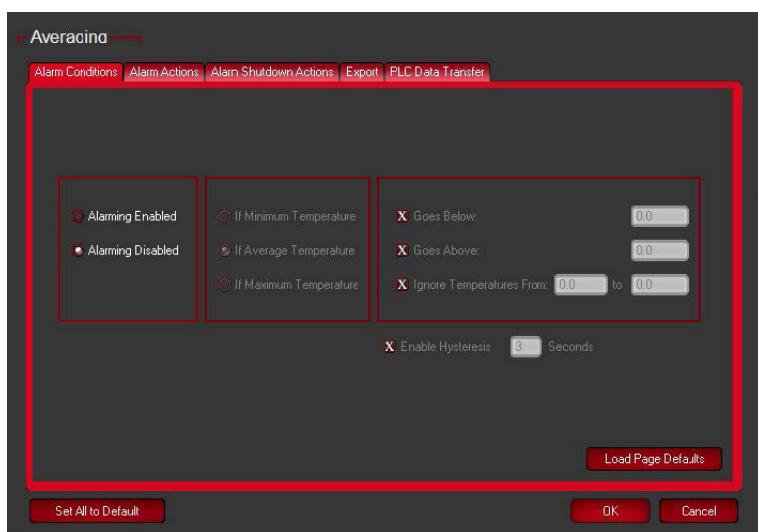 Averaging
Alarm Conditions Alarm Actions Alarm Shutdown Actions Export PLC Data Transfer
Alarming Enabled If Minimum Temperature X Goes Below: 0.0
Alarming Disabled If Average Temperature X Goes Above: 0.0
If Maximum Temperature X Ignore Temperatures From: 0.0 to 0.0
X Enable Hysteresis 3 Seconds
Load Page Defaults
Set All to Default OK Cancel